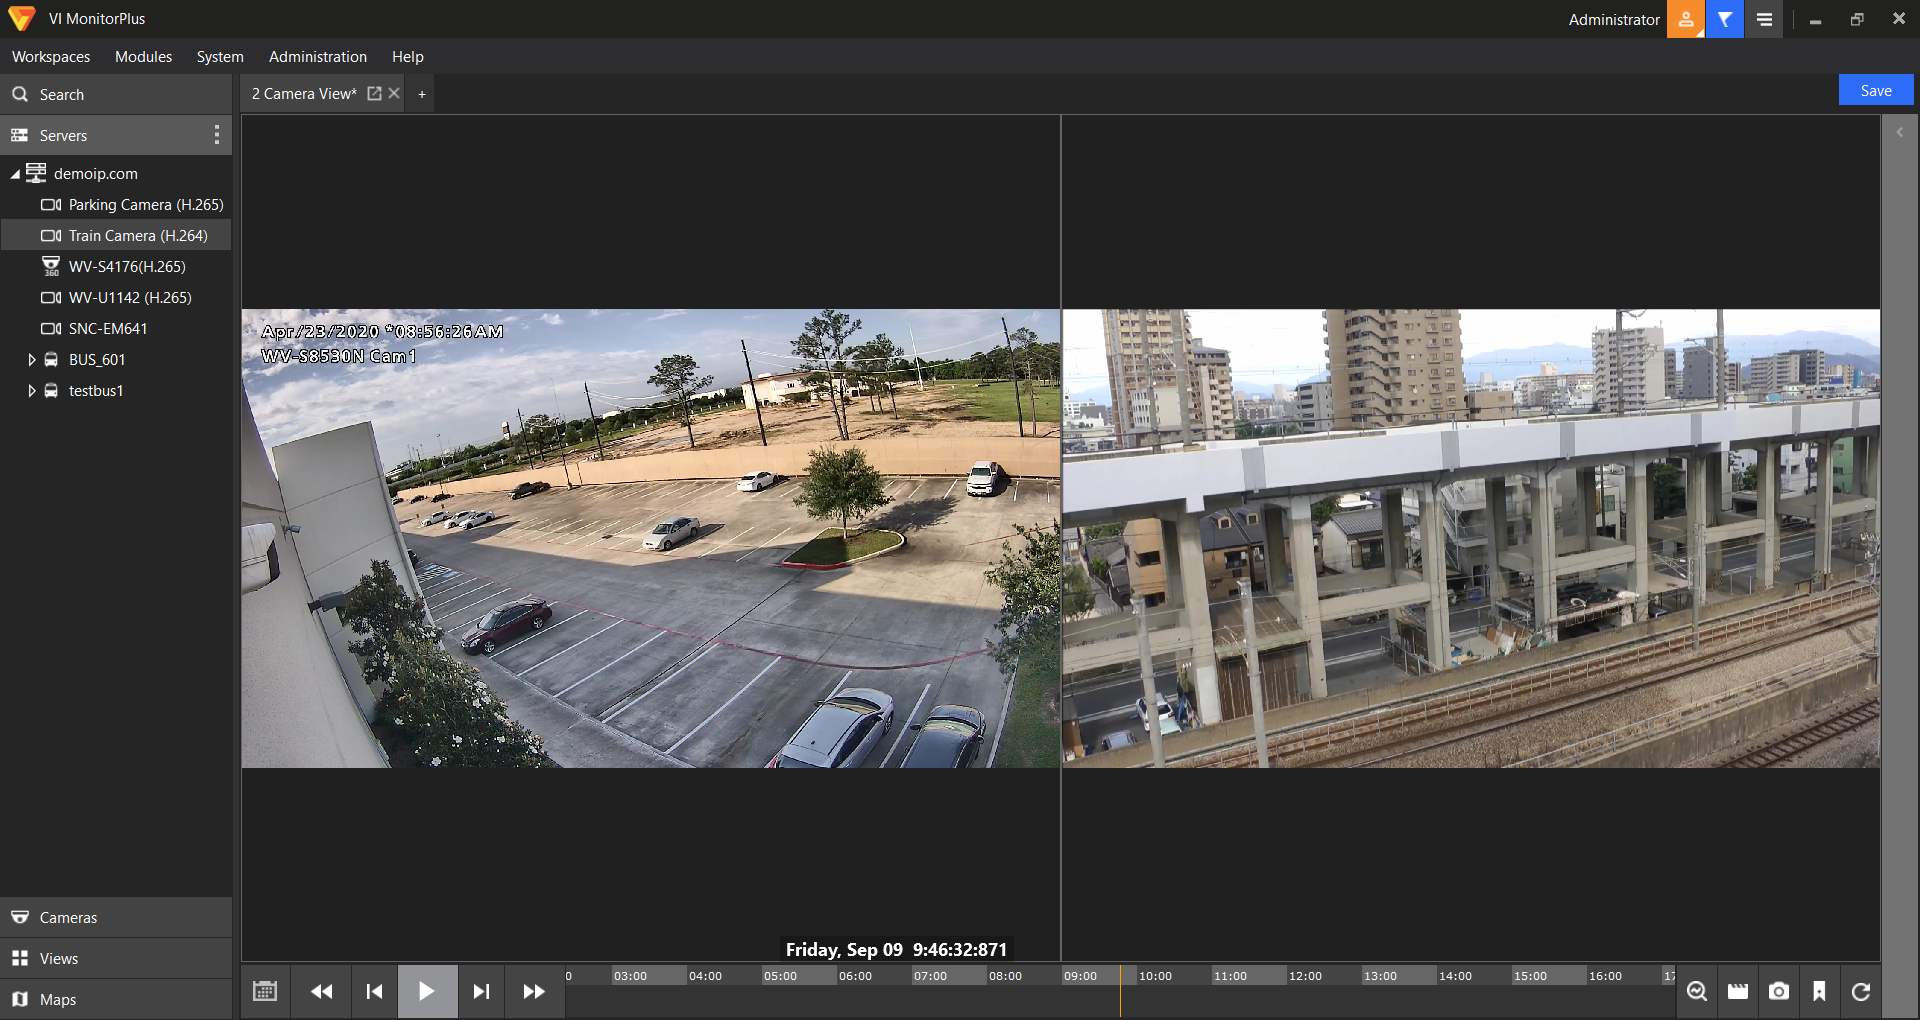 VI MonitorPlus
Administrator
Workspaces Modules System Administration Help
Search
2 Camera View*
+
Save
Servers
demoip.com
Parking Camera (H.265)
Train Camera (H.264)
WV-S4176(H.265)
360
WV-U1142 (H.265)
SNC-EM641
BUS_601
testbus1
Apr/23/2020 *08:56:26AM
WV-S8530N Cam1
Cameras
Views
Maps
Friday, Sep 09 9:46:32:871
0 03:00 04:00 05:00 06:00 07:00 08:00 09:00 10:00 11:00 12:00 13:00 14:00 15:00 16:00 17